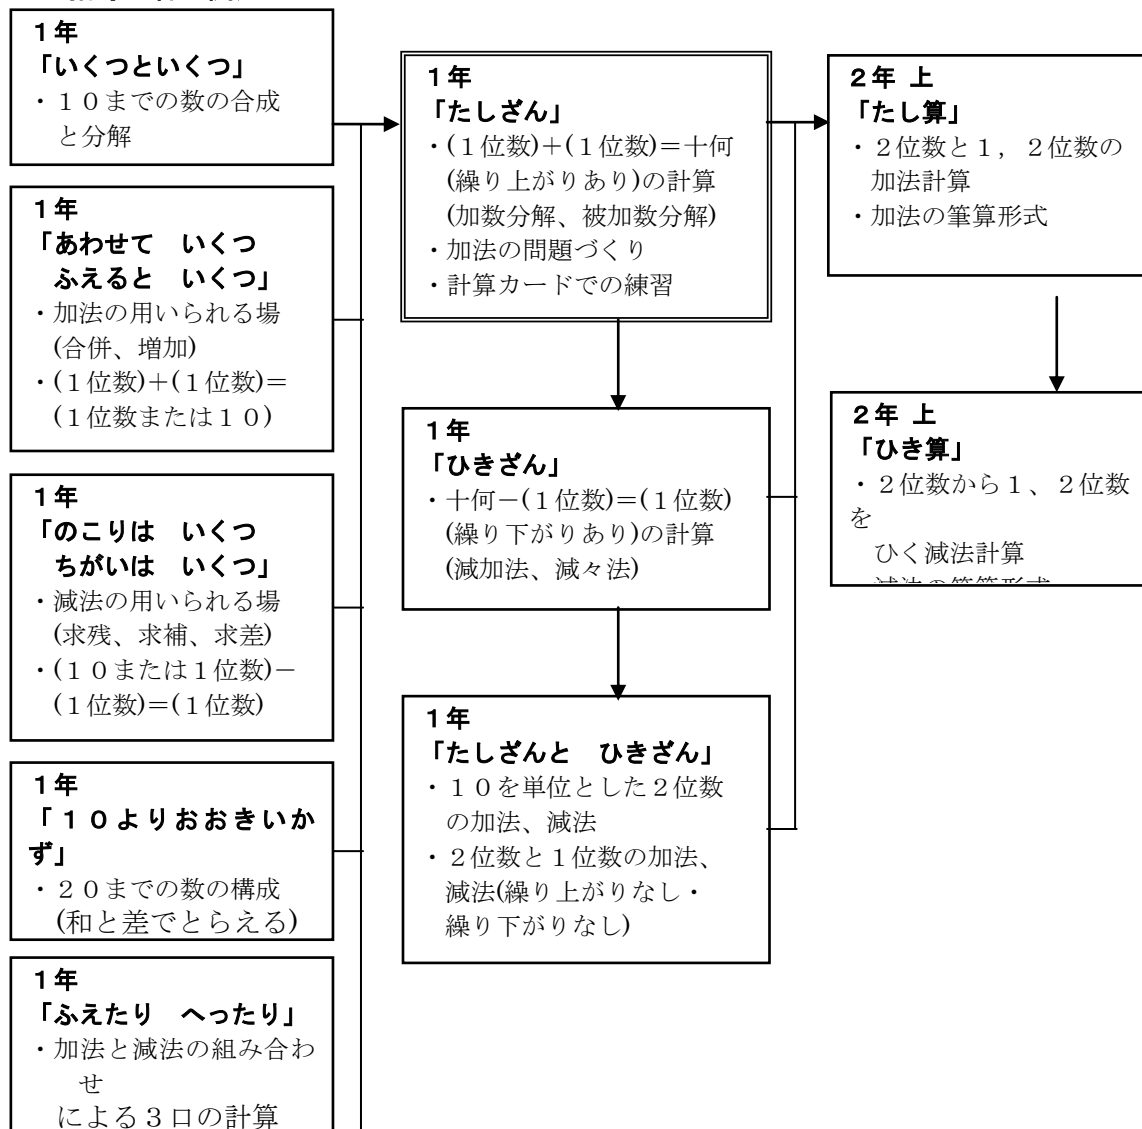 １年
「いくつといくつ」
・１０までの数の合成
と分解
１年
「あわせて　いくつ
ふえると　いくつ」
・加法の用いられる場
(合併、増加)
・(１位数)＋(１位数)＝
(１位数または１０)
１年
「のこりは　いくつ
ちがいは　いくつ」
・減法の用いられる場
(求残、求補、求差)
・(１０または１位数)－
(１位数)＝(１位数)
１年
「１０よりおおきいか
ず」
・２０までの数の構成
(和と差でとらえる)
１年
「ふえたり　へったり」
・加法と減法の組み合わ
せ
による３口の計算
１年
「たしざん」
・(１位数)＋(１位数)＝十何
(繰り上がりあり)の計算
(加数分解、被加数分解)
・加法の問題づくり
・計算カードでの練習
１年
「ひきざん」
・十何－(１位数)＝(１位数)
(繰り下がりあり)の計算
(減加法、減々法)
１年
「たしざんと　ひきざん」
・１０を単位とした２位数
の加法、減法
・２位数と１位数の加法、
減法(繰り上がりなし・
繰り下がりなし)
２年 上
「たし算」
・２位数と１，２位数の
加法計算
・加法の筆算形式
２年 上
「ひき算」
・２位数から１、２位数
を
ひく減法計算